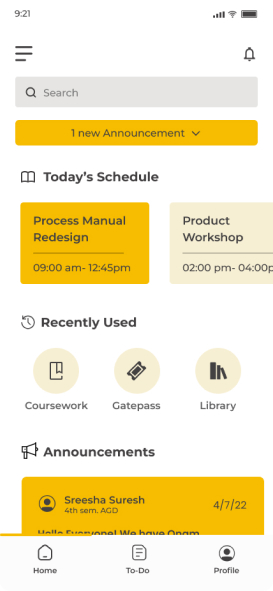 9:21
Search
1 new Announcement
Today's Schedule
Process Manual
Redesign
09:00 am- 12:45pm
Product
Workshop
02:00 pm- 04:00p
Recently Used
Coursework
Gatepass
Library
Announcements
Sreesha Suresh
4th sem. AGD
4/7/22
Hello Everyone! We have Onam
Home
To-Do
Profile